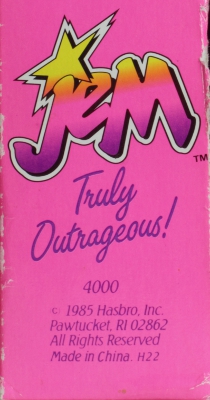 JEM
TM
Truly
Outrageous!
4000
© 1985 Hasbro, Inc.
Pawtucket, RI 02862
All Rights Reserved
Made in China. H22